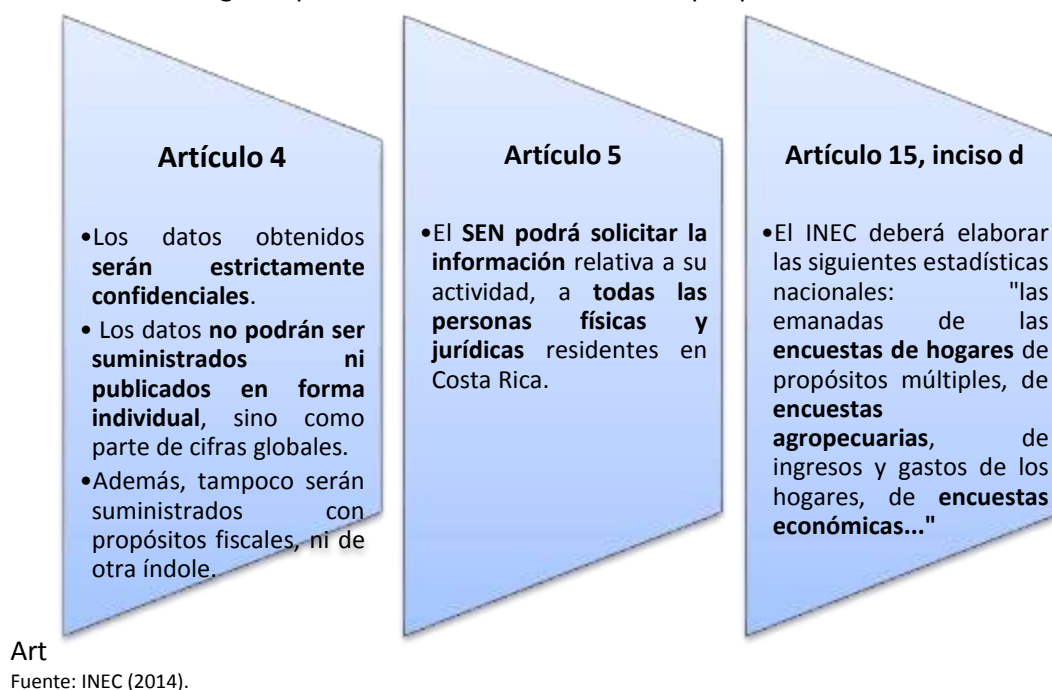 Artículo 4
•Los datos obtenidos
serán estrictamente
confidenciales.
• Los datos no podrán ser
suministrados ni
publicados en forma
individual, sino como
parte de cifras globales.
•Además, tampoco serán
suministrados con
propósitos fiscales, ni de
otra índole.
Artículo 5
•El SEN podrá solicitar la
información relativa a su
actividad, a todas las
personas físicas y
jurídicas residentes en
Costa Rica.
Artículo 15, inciso d
•El INEC deberá elaborar
las siguientes estadísticas
nacionales: "las
emanadas de las
encuestas de hogares de
propósitos múltiples, de
encuestas
agropecuarias, de
ingresos y gastos de los
hogares, de encuestas
económicas..."
Art
Fuente: INEC (2014).